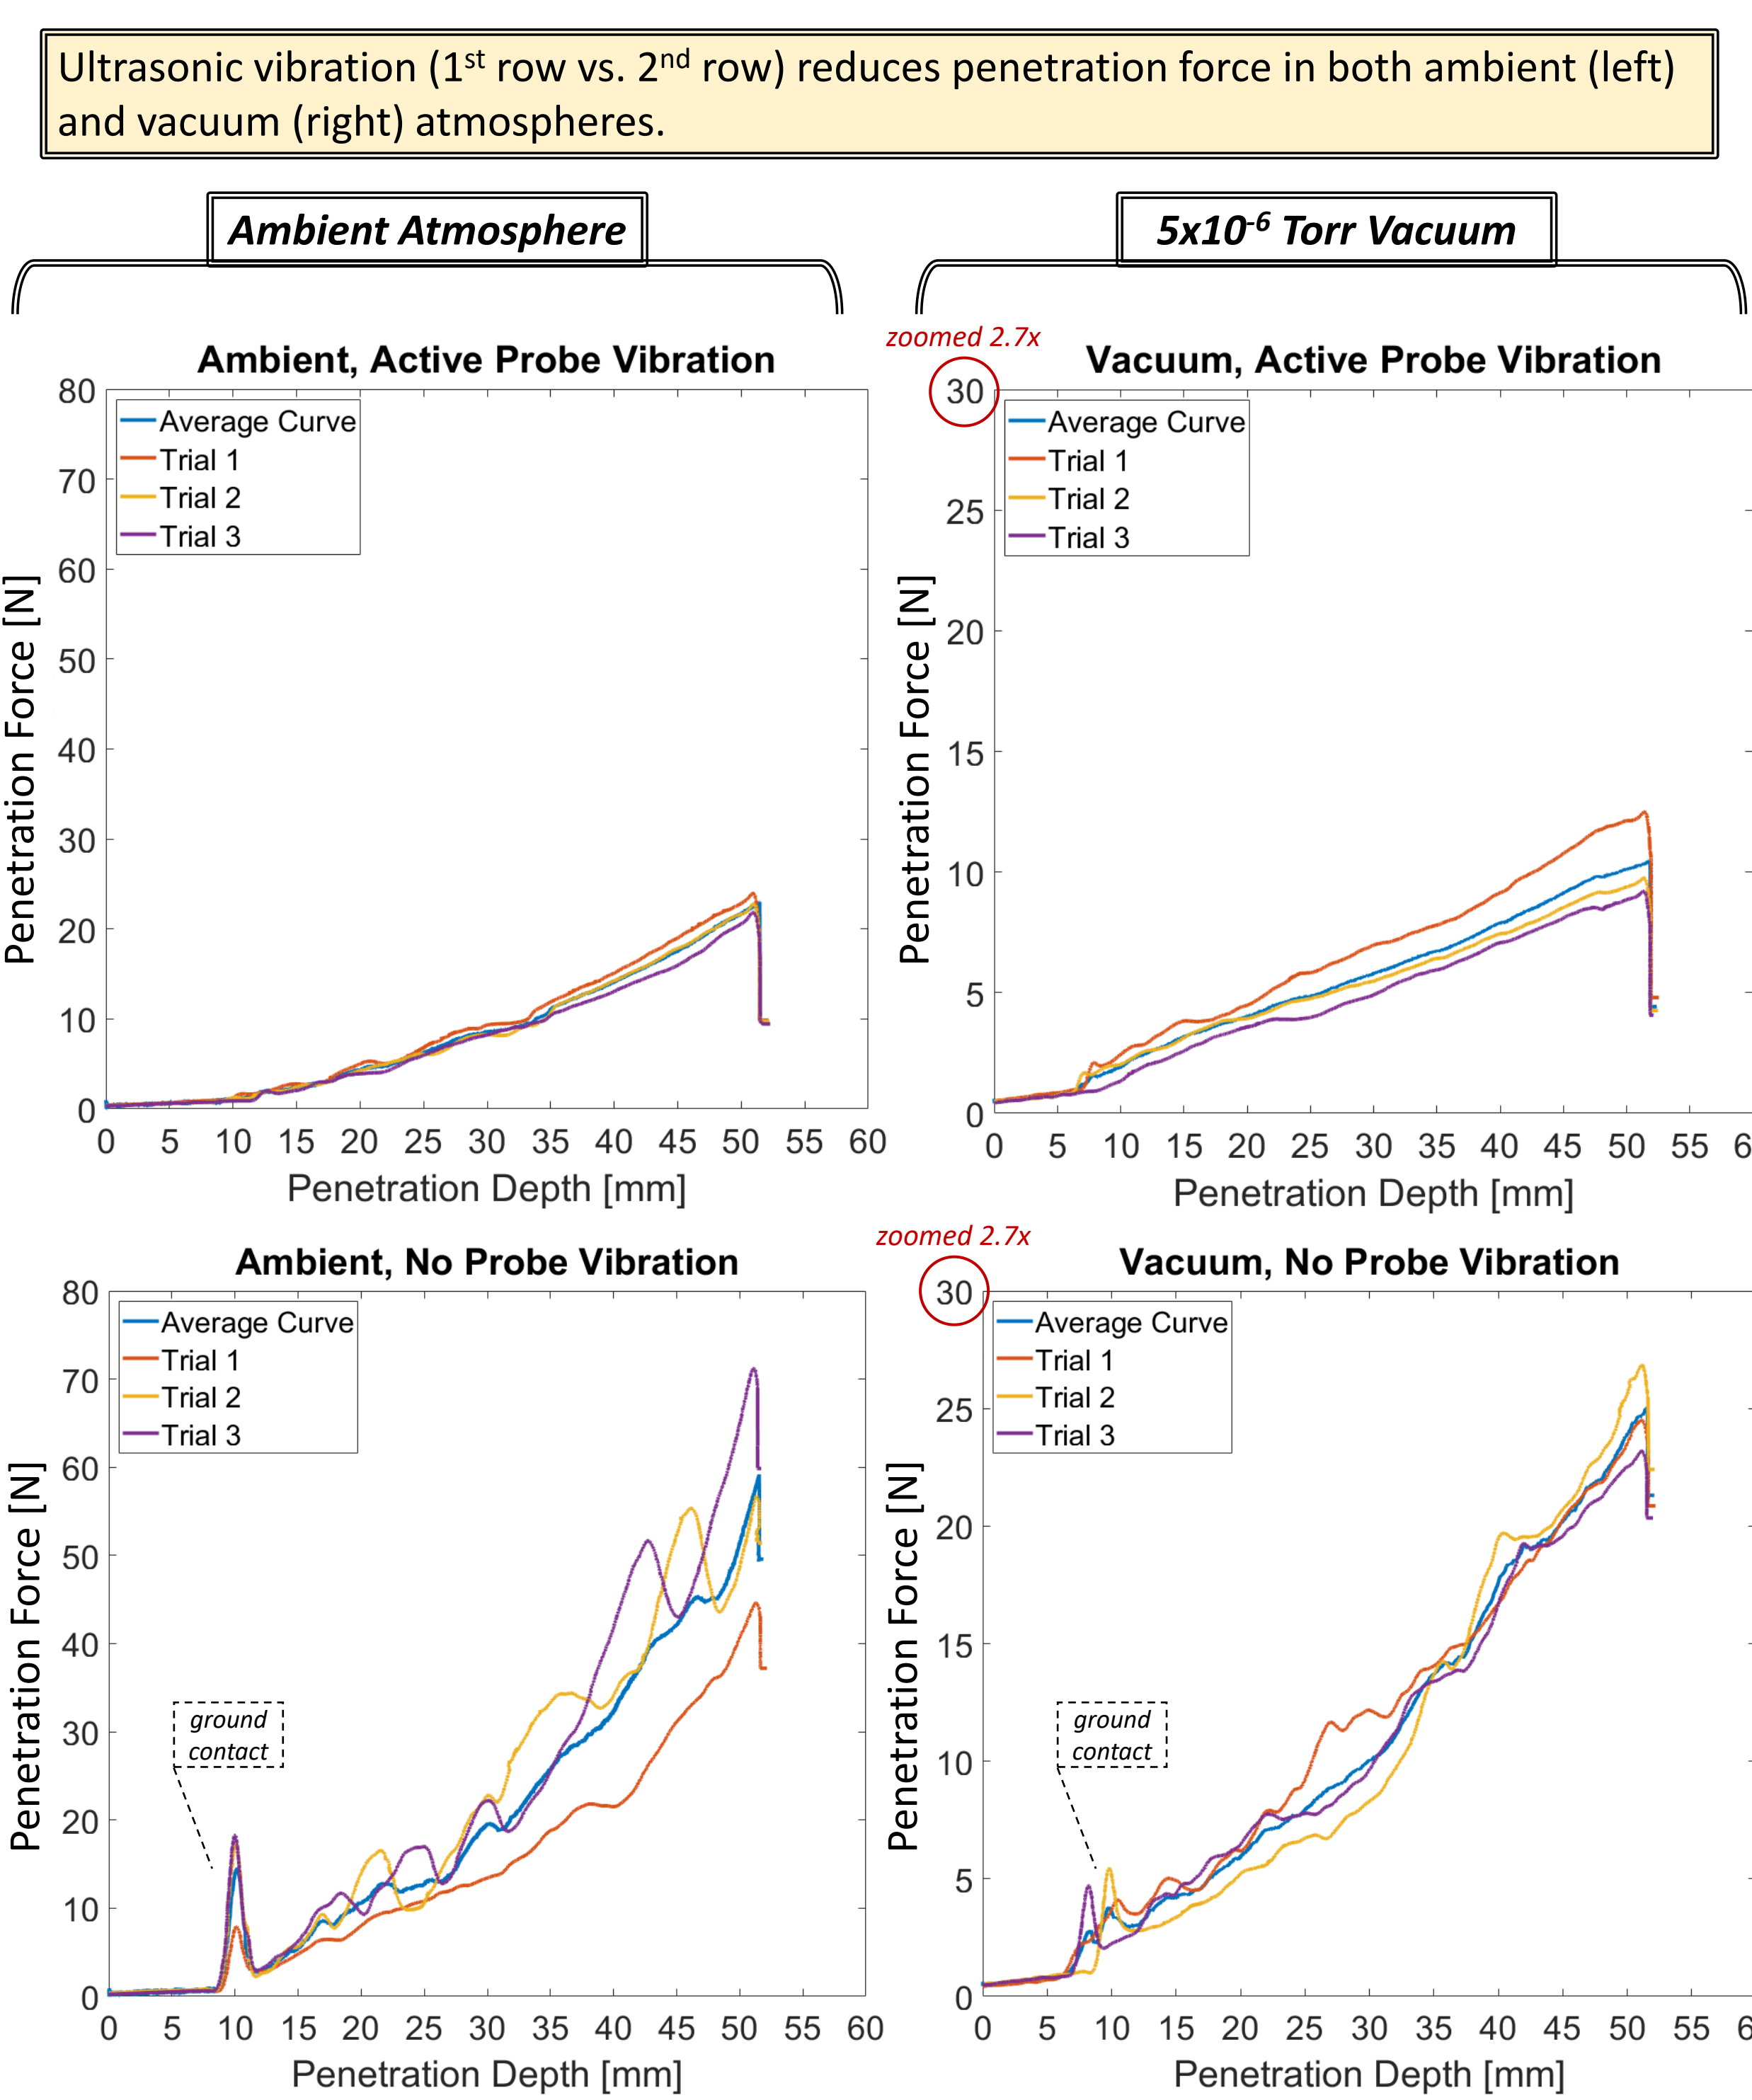 Ultrasonic vibration (1st row vs. 2nd row) reduces penetration force in both ambient (left)
and vacuum (right) atmospheres.
Ambient Atmosphere
5x10-6 Torr Vacuum
Ambient, Active Probe Vibration
80
70
60
50
40
30
20
10
0
Average Curve
Trial 1
Trial 2
Trial 3
Penetration Force [N]
0 5 10 15 20 25 30 35 40 45 50 55 60
Penetration Depth [mm]
zoomed 2.7x
Vacuum, Active Probe Vibration
30
25
20
15
10
5
0
Average Curve
Trial 1
Trial 2
Trial 3
Penetration Force [N]
0 5 10 15 20 25 30 35 40 45 50 55 6
Penetration Depth [mm]
Ambient, No Probe Vibration
80
70
60
50
40
30
20
10
0
Average Curve
Trial 1
Trial 2
Trial 3
ground
contact
Penetration Force [N]
0 5 10 15 20 25 30 35 40 45 50 55 60
Penetration Depth [mm]
zoomed 2.7x
Vacuum, No Probe Vibration
30
25
20
15
10
5
0
Average Curve
Trial 1
Trial 2
Trial 3
ground
contact
Penetration Force [N]
0 5 10 15 20 25 30 35 40 45 50 55 6
Penetration Depth [mm]